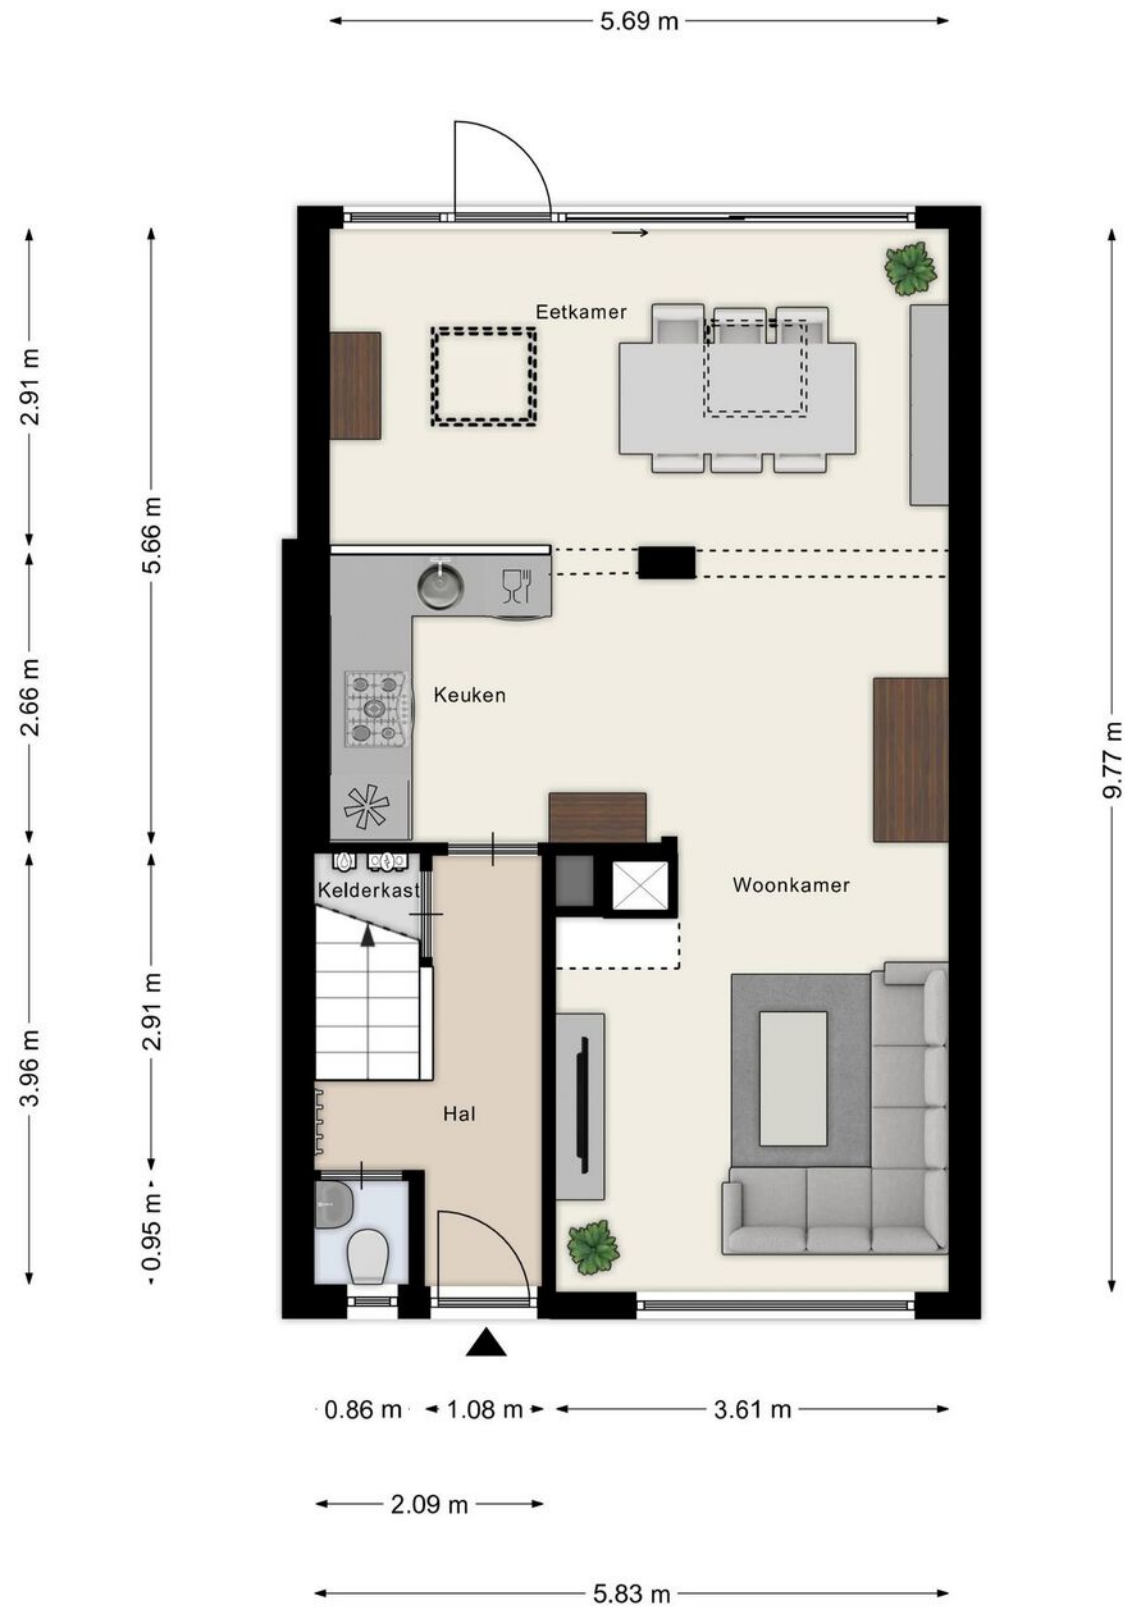 5.69 m
Eetkamer
2.91 m
5.66 m
2.66 m
Keuken
9.77 m
Kelderkast
Woonkamer
2.91 m
3.96 m
Hal
0.95 m
0.86 m
1.08 m
3.61 m
2.09 m
5.83 m